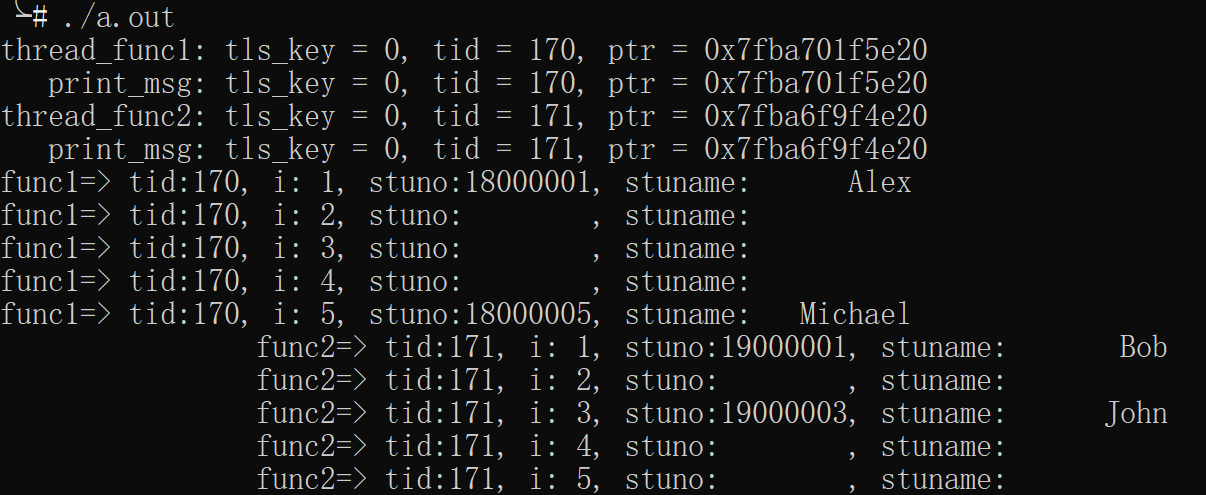 ╰# ./a.out
thread_func1: tls_key = 0, tid = 170, ptr = 0x7fba701f5e20
   print_msg: tls_key = 0, tid = 170, ptr = 0x7fba701f5e20
thread_func2: tls_key = 0, tid = 171, ptr = 0x7fba6f9f4e20
   print_msg: tls_key = 0, tid = 171, ptr = 0x7fba6f9f4e20
func1=> tid:170, i: 1, stuno:18000001, stuname:      Alex
func1=> tid:170, i: 2, stuno:        , stuname:
func1=> tid:170, i: 3, stuno:        , stuname:
func1=> tid:170, i: 4, stuno:        , stuname:
func1=> tid:170, i: 5, stuno:18000005, stuname:   Michael
                func2=> tid:171, i: 1, stuno:19000001, stuname:       Bob
                func2=> tid:171, i: 2, stuno:        , stuname:
                func2=> tid:171, i: 3, stuno:19000003, stuname:      John
                func2=> tid:171, i: 4, stuno:        , stuname:
                func2=> tid:171, i: 5, stuno:        , stuname: